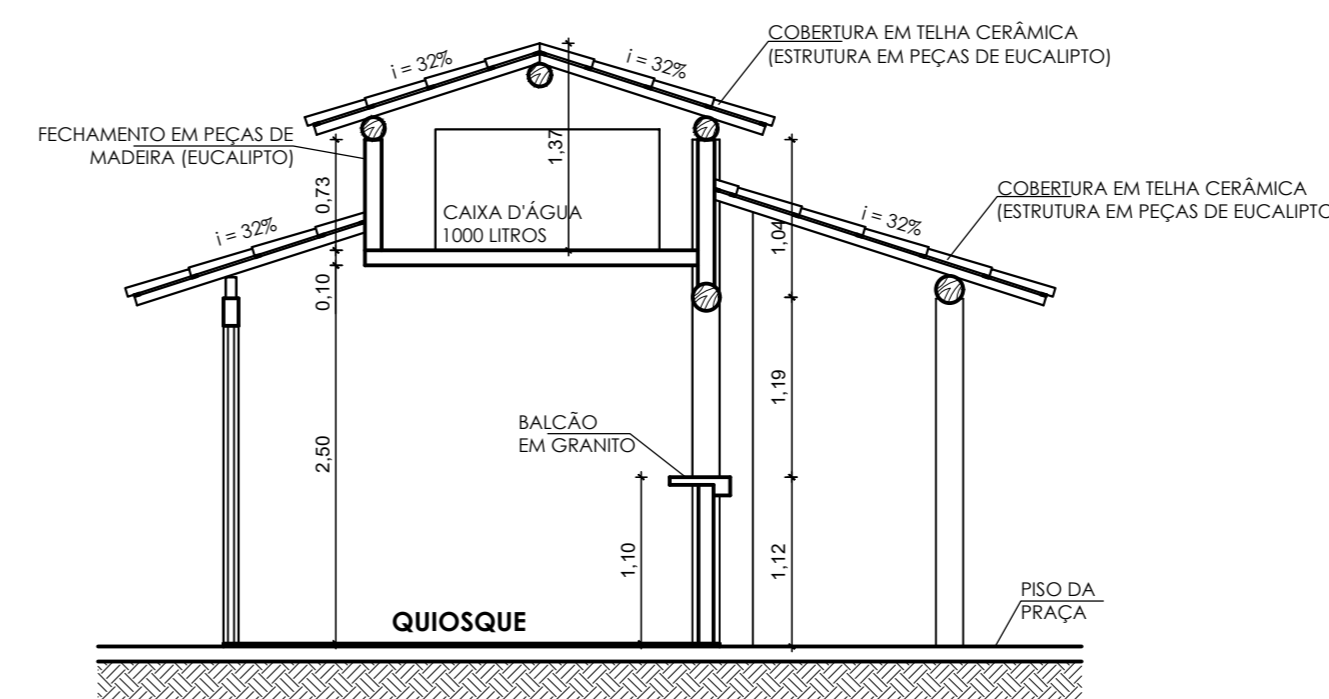 COBERTURA EM TELHA CERÂMICA
(ESTRUTURA EM PEÇAS DE EUCALIPTO)
i = 32%
i = 32%
FECHAMENTO EM PEÇAS DE
MADEIRA (EUCALIPTO)
1,37
0,73
CAIXA D'ÁGUA
1000 LITROS
COBERTURA EM TELHA CERÂMICA
(ESTRUTURA EM PEÇAS DE EUCALIPTO
i = 32%
i = 32%
1,04
0,10
1,19
BALCÃO
EM GRANITO
2,50
1,10
1,12
PISO DA
PRAÇA
QUIOSQUE